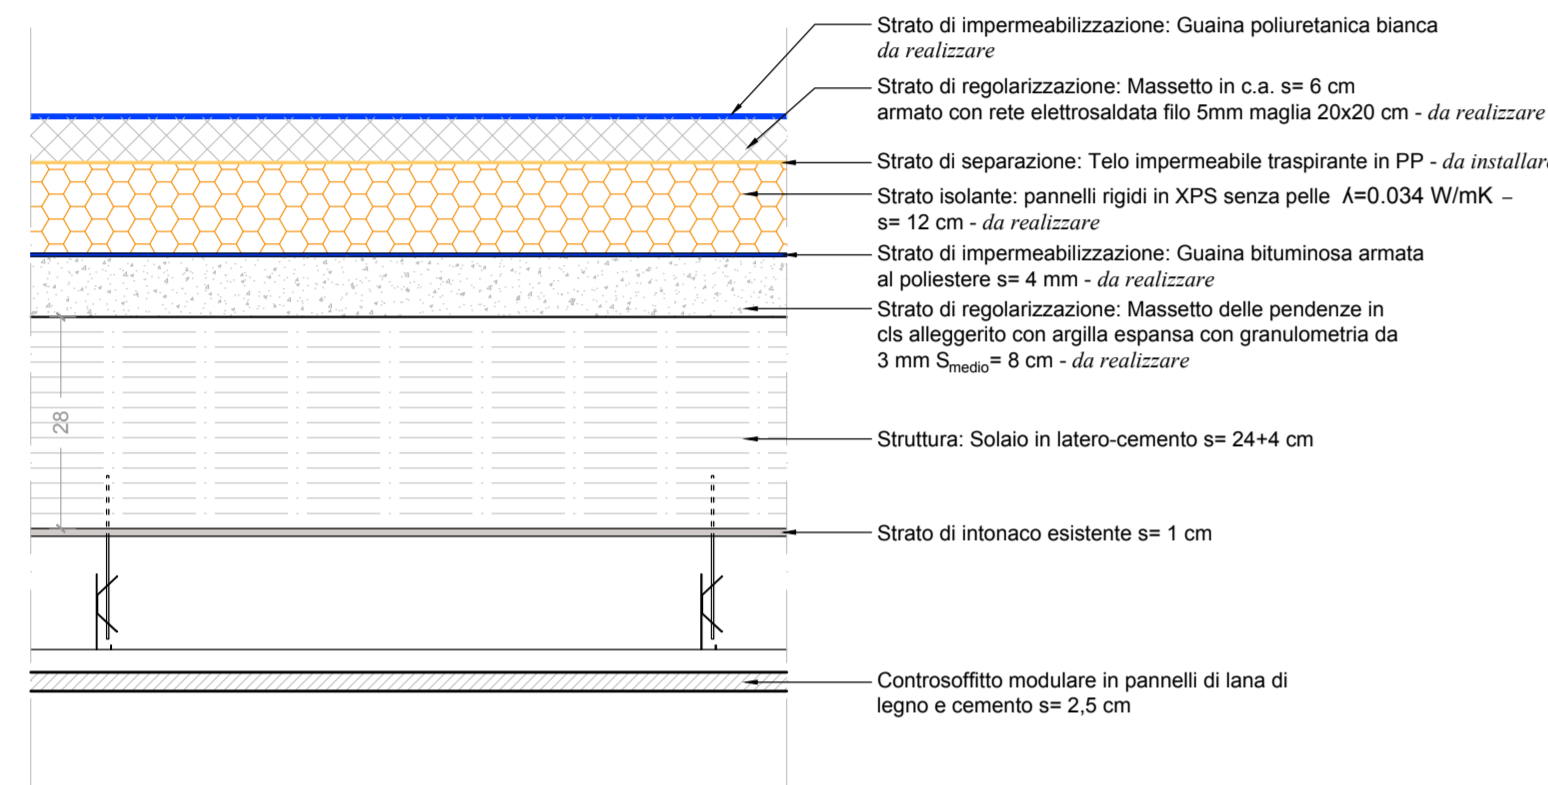 Strato di impermeabilizzazione: Guaina poliuretanica bianca
da realizzare
Strato di regolarizzazione: Massetto in c.a. s= 6 cm
armato con rete elettrosaldata filo 5mm maglia 20x20 cm - da realizzare
Strato di separazione: Telo impermeabile traspirante in PP - da installar
Strato isolante: pannelli rigidi in XPS senza pelle ʎ=0.034 W/mK –
s= 12 cm - da realizzare
Strato di impermeabilizzazione: Guaina bituminosa armata
al poliestere s= 4 mm - da realizzare
Strato di regolarizzazione: Massetto delle pendenze in
cls alleggerito con argilla espansa con granulometria da
3 mm Smedio= 8 cm - da realizzare
28
Struttura: Solaio in latero-cemento s= 24+4 cm
Strato di intonaco esistente s= 1 cm
Controsoffitto modulare in pannelli di lana di
legno e cemento s= 2,5 cm